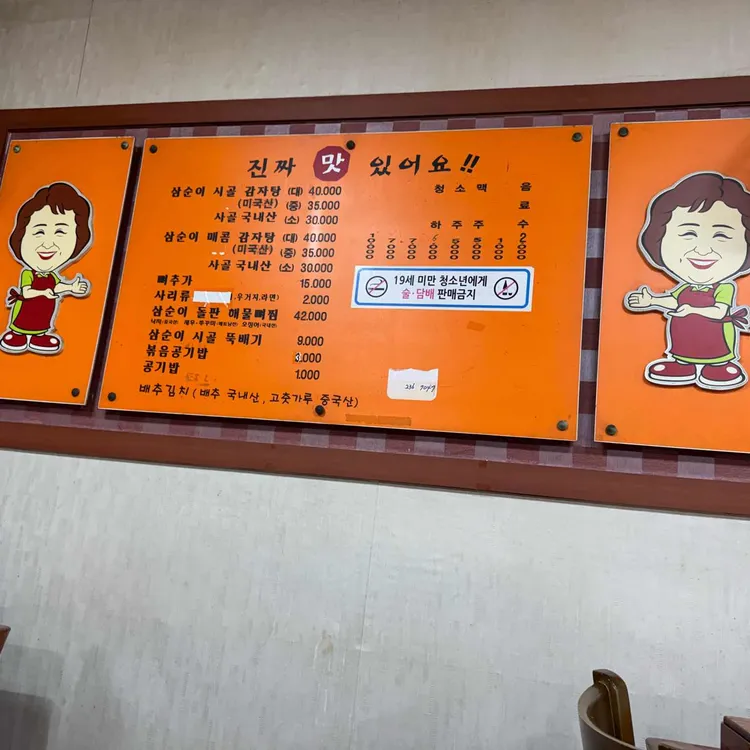 진짜 맛 있어요!!
삼순이 시골 감자탕 (대) 40.000
(미국산) (중) 35.000
사골 국내산 (소) 30.000
삼순이 매콤 감자탕 (대) 40.000
(미국산) (중) 35.000
사골 국내산 (소) 30.000
뼈추가 15.000
사리류 , 우거지, 라면) 2.000
삼순이 돌판 해물뼈찜 42.000
삼순이 시골 뚝배기 9.000
볶음공기밥 3.000
공기밥 1.000
배추김치 (배추 국내산, 고춧가루 중국산)
청 소 맥 음
료
하 주 주 수
19세 미만 청소년에게
술·담배 판매금지